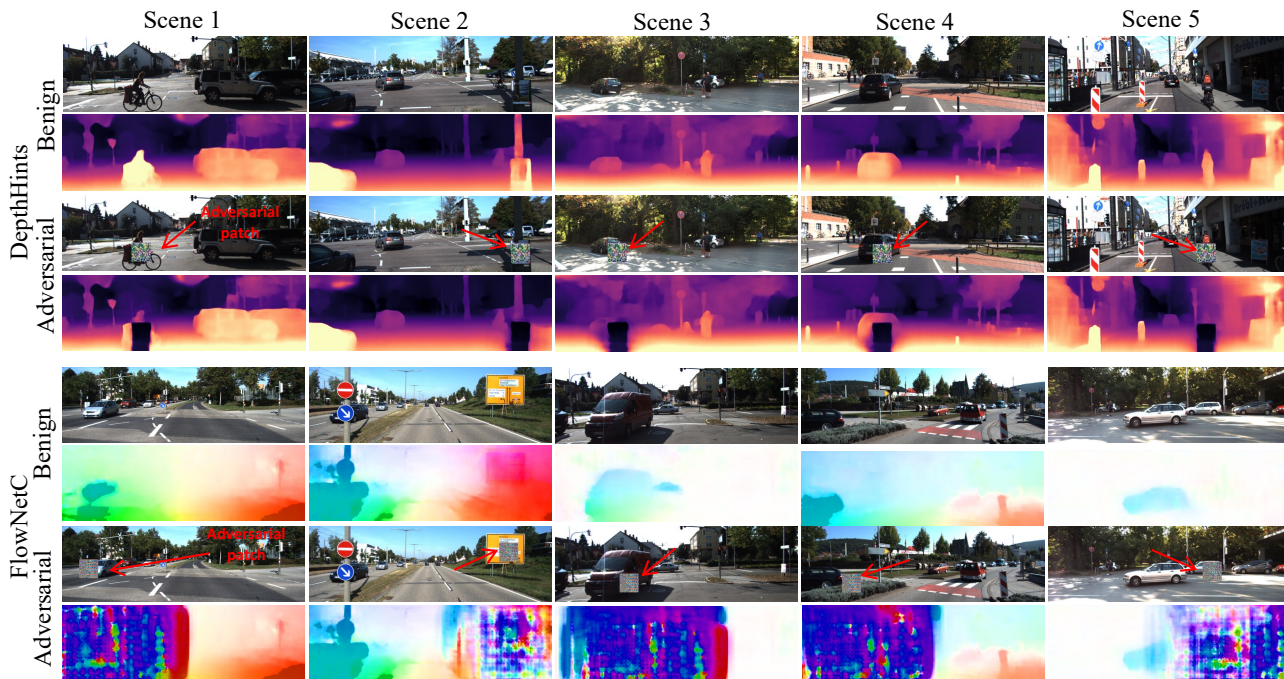 Scene 1
Scene 2
Scene 3
Scene 4
Scene 5
DepthHints
Benign
Adversarial
Adversarial
patch
FlowNetC
Benign
Adversarial
Adversarial
patch